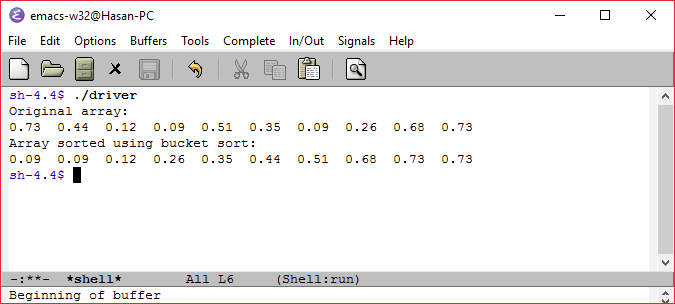 emacs-w32@Hasan-PC
File Edit Options Buffers Tools Complete In/Out Signals Help
sh-4.4$ ./driver
Original array:
0.73 0.44 0.12 0.09 0.51 0.35 0.09 0.26 0.68 0.73
Array sorted using bucket sort:
0.09 0.09 0.12 0.26 0.35 0.44 0.51 0.68 0.73 0.73
sh-4.4$
-:**- *shell* All L6 (Shell:run)
Beginning of buffer